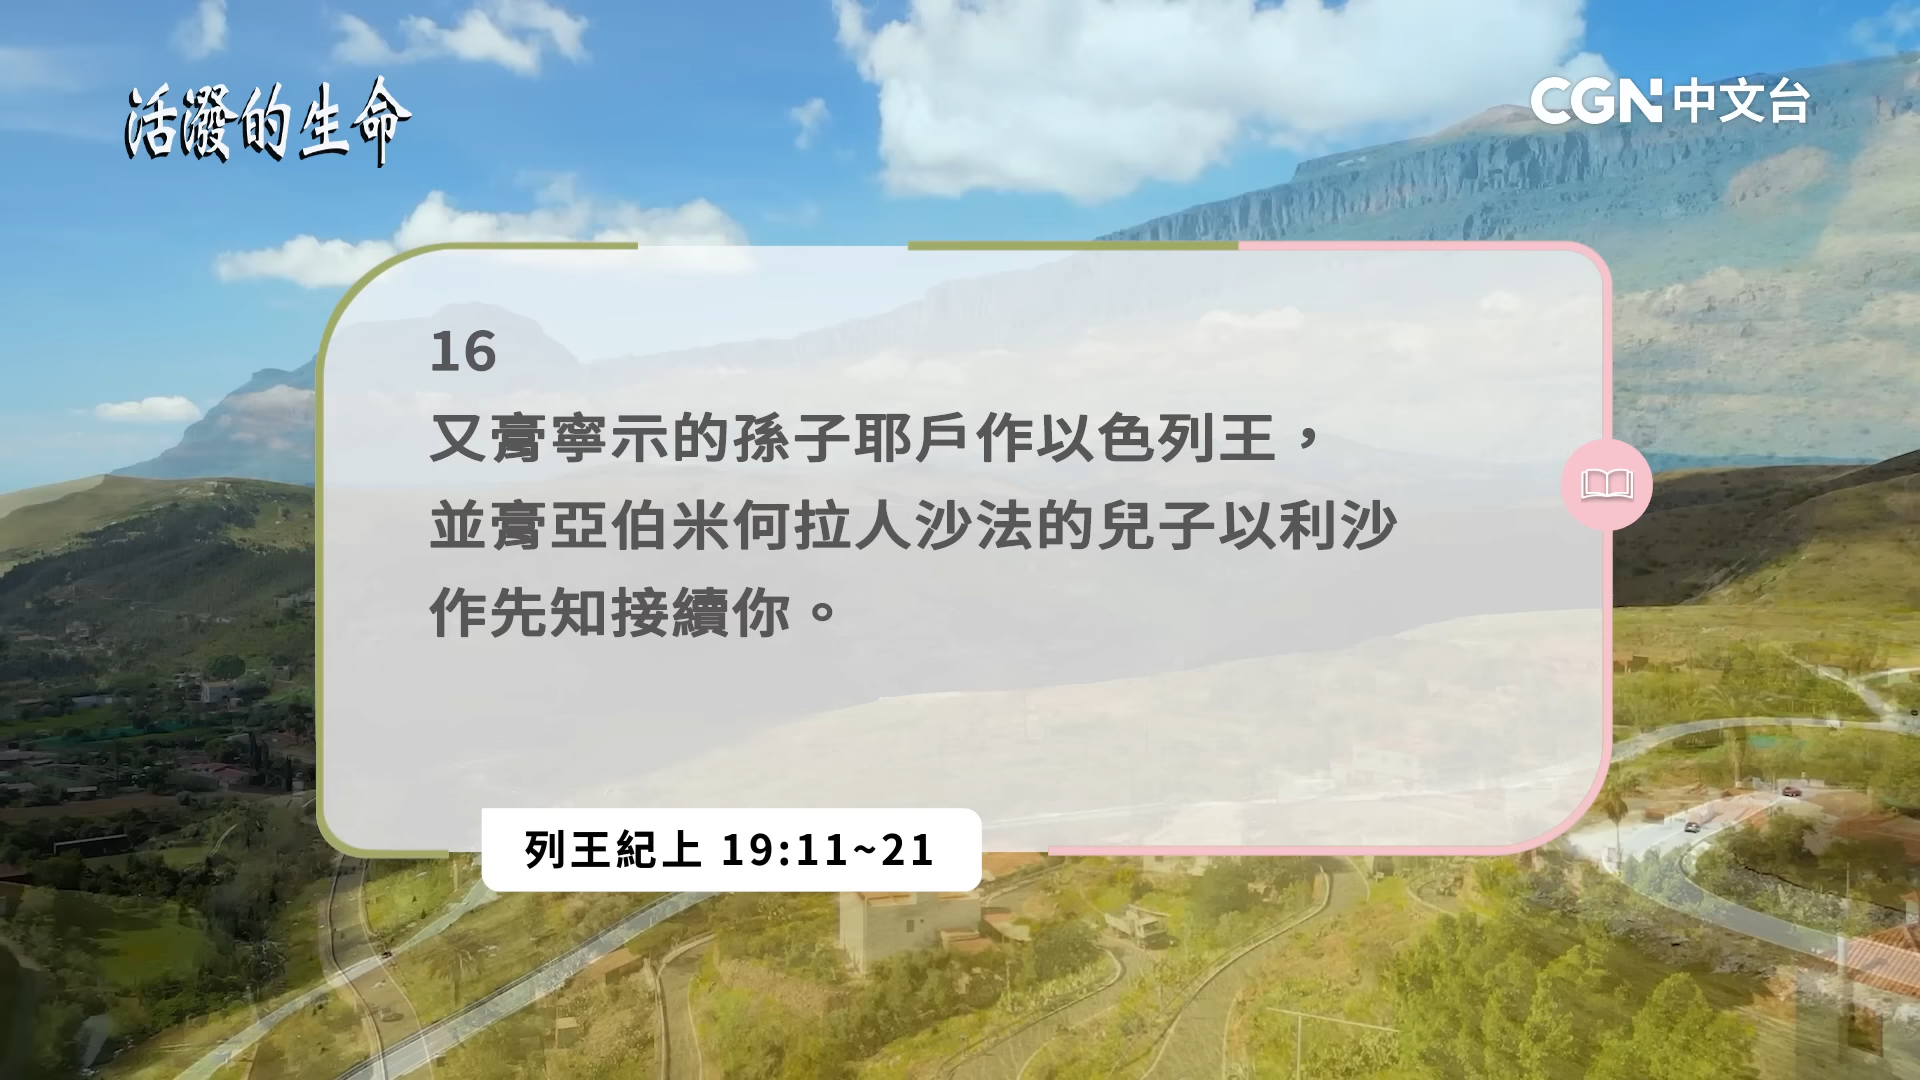 活潑的生命
CGN中文台
16
又膏寧示的孫子耶戶作以色列王，
並膏亞伯米何拉人沙法的兒子以利沙
作先知接續你。
列王紀上 19:11~21